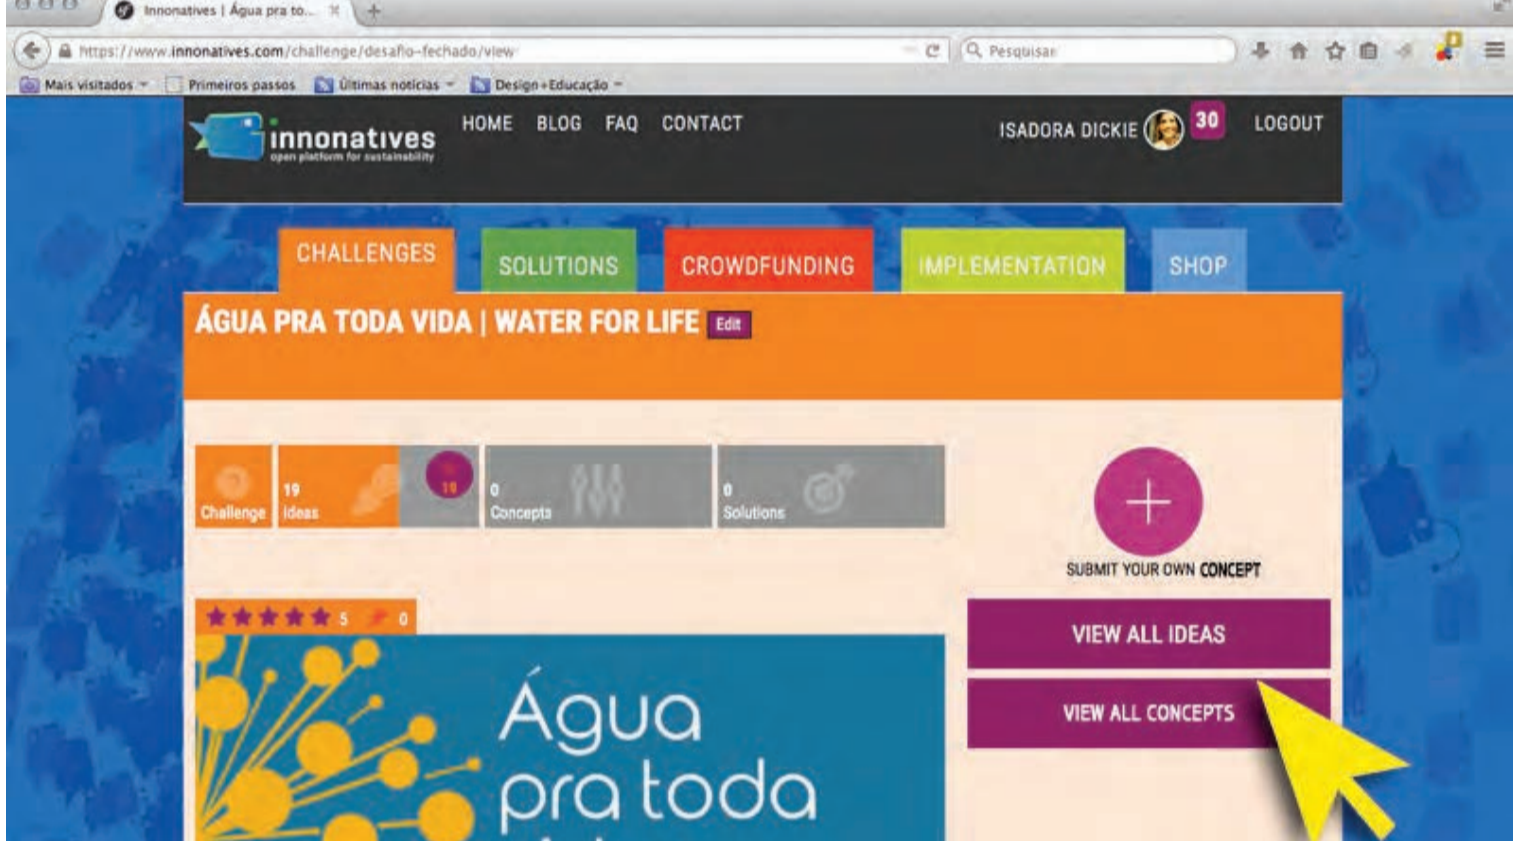 Innonatives | Água pra to...
https://www.innonatives.com/challenge/desafio-fechado/view
Pesquisar
Mais visitados
Primeiros passos
Últimas notícias
Design+Educação
innonatives
open platform for sustainability
HOME BLOG FAQ CONTACT
ISADORA DICKIE 30 LOGOUT
CHALLENGES
SOLUTIONS
CROWDFUNDING
IMPLEMENTATION
SHOP
ÁGUA PRA TODA VIDA | WATER FOR LIFE Edit
Challenge
19
Ideas
19
0
Concepts
0
Solutions
SUBMIT YOUR OWN CONCEPT
5 0
VIEW ALL IDEAS
VIEW ALL CONCEPTS
Água
pra toda